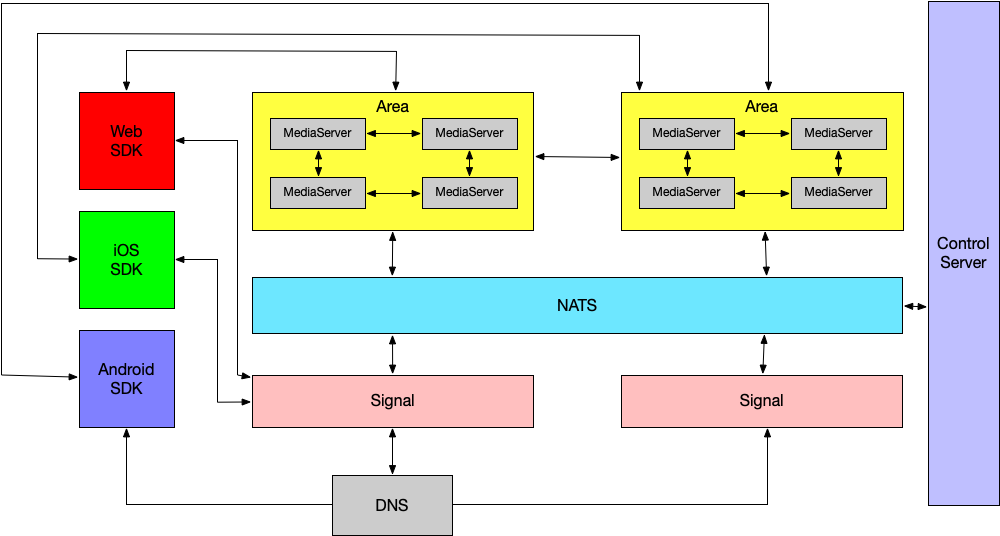 Area
Area
Web
SDK
MediaServer
MediaServer
MediaServer
MediaServer
MediaServer
MediaServer
MediaServer
MediaServer
iOS
SDK
Control
Server
NATS
Android
SDK
Signal
Signal
DNS